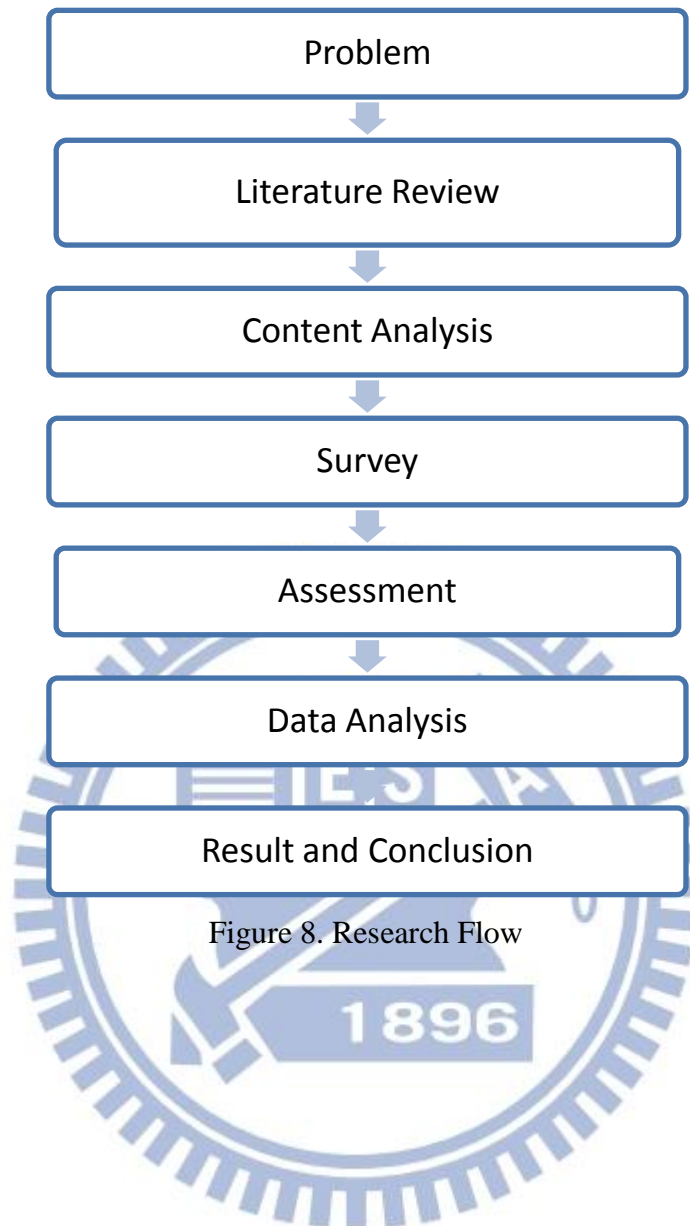 Problem
Literature Review
Content Analysis
Survey
Assessment
Data Analysis
E S A
Result and Conclusion
Figure 8. Research Flow
1896